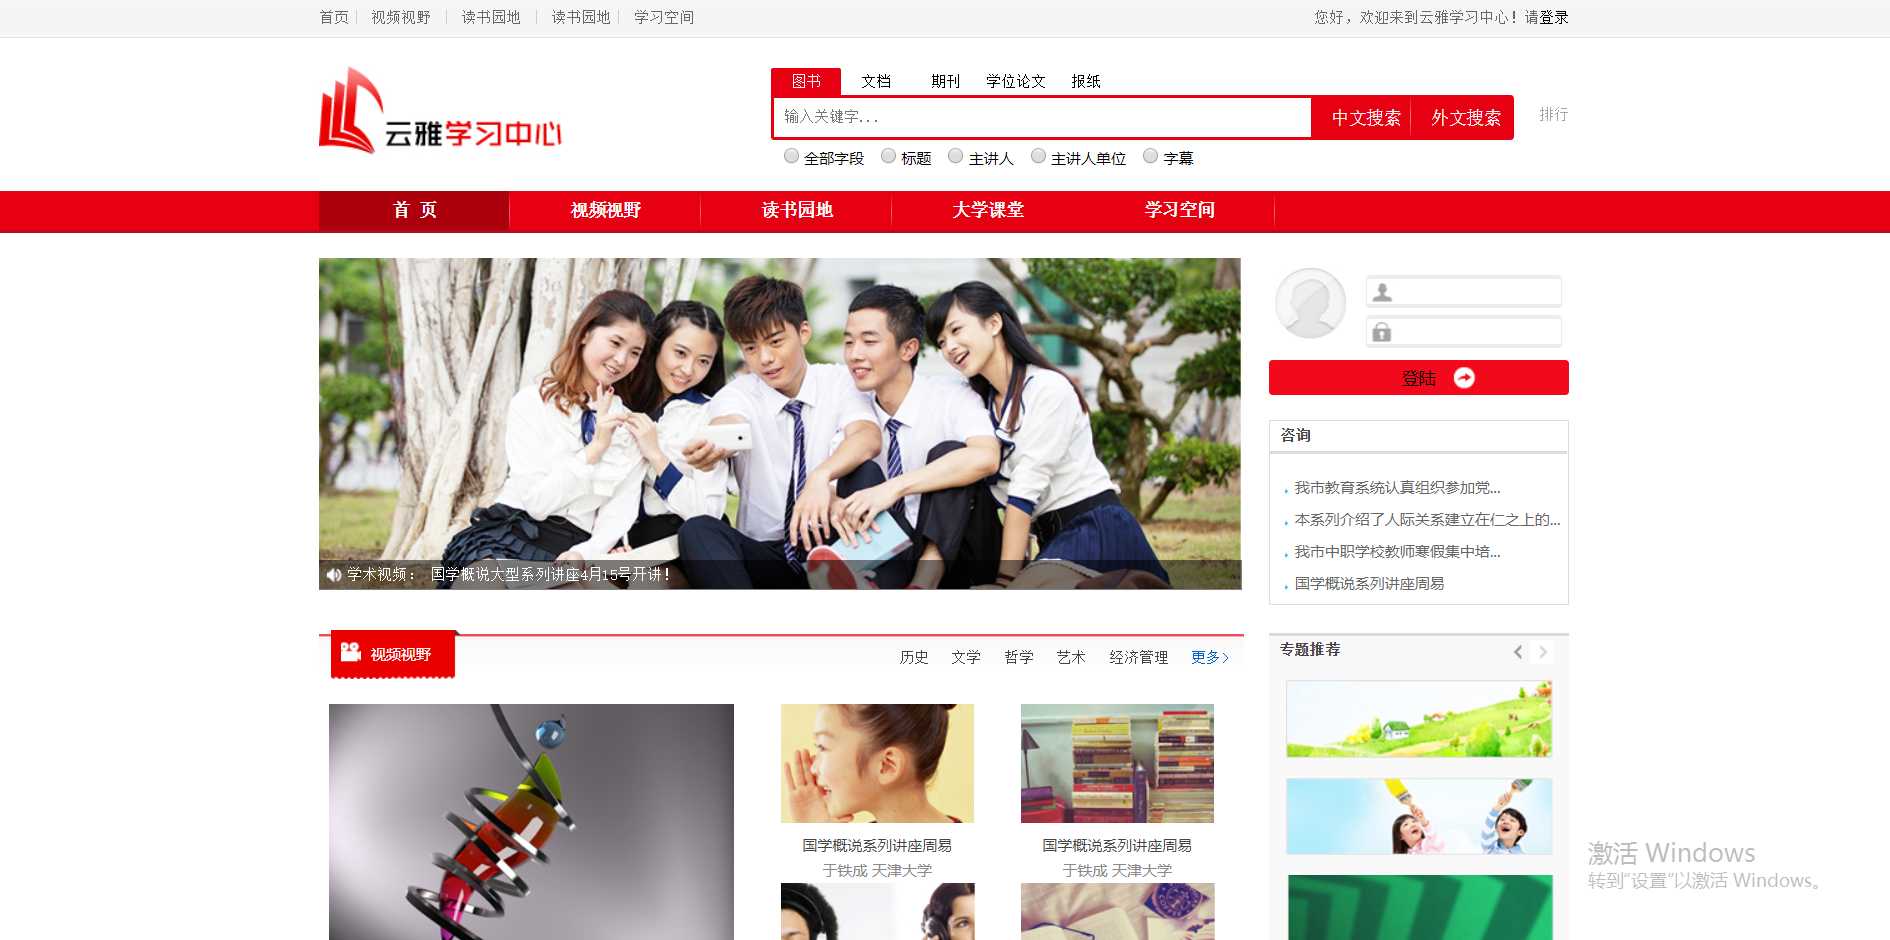 首页 视频视野 读书园地 读书园地 学习空间
您好，欢迎来到云雅学习中心！请登录
云雅学习中心
图书 文档 期刊 学位论文 报纸
输入关键字... 中文搜索 外文搜索 排行
全部字段 标题 主讲人 主讲人单位 字幕
首 页 视频视野 读书园地 大学课堂 学习空间
学术视频： 国学概说大型系列讲座4月15号开讲！
登陆
咨询
我市教育系统认真组织参加党...
本系列介绍了人际关系建立在仁之上的...
我市中职学校教师寒假集中培...
国学概说系列讲座周易
视频视野
历史 文学 哲学 艺术 经济管理 更多>
专题推荐
国学概说系列讲座周易
于铁成 天津大学
国学概说系列讲座周易
于铁成 天津大学
激活 Windows
转到“设置”以激活 Windows。